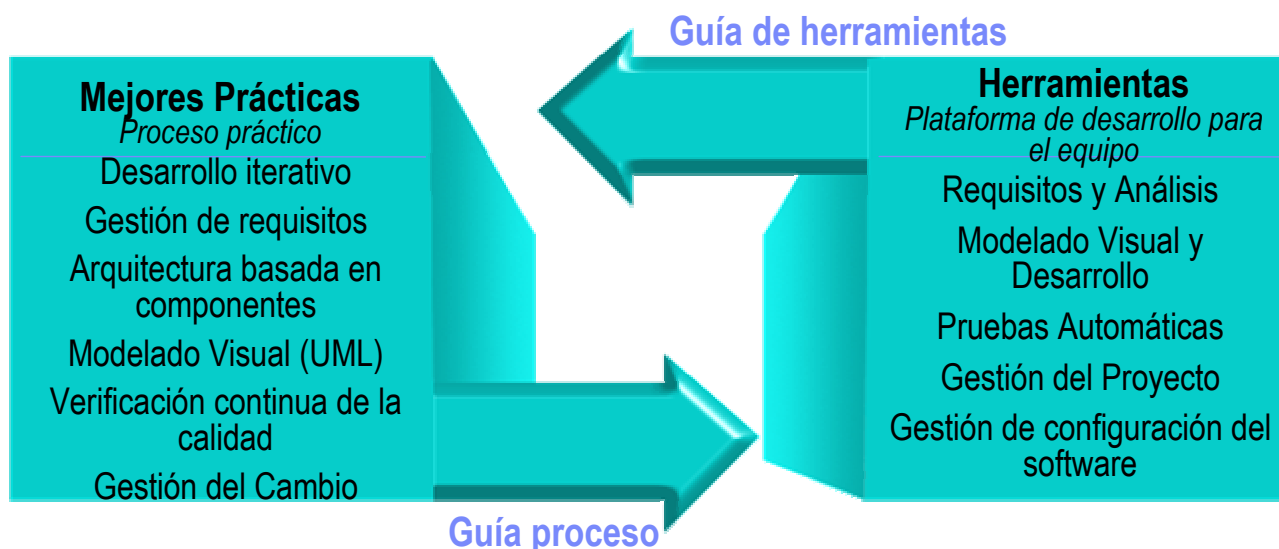 Guía de herramientas
Mejores Prácticas
Proceso práctico
Desarrollo iterativo
Gestión de requisitos
Arquitectura basada en
componentes
Modelado Visual (UML)
Verificación continua de la
calidad
Gestión del Cambio
Herramientas
Plataforma de desarrollo para
el equipo
Requisitos y Análisis
Modelado Visual y
Desarrollo
Pruebas Automáticas
Gestión del Proyecto
Gestión de configuración del
software
Guía proceso